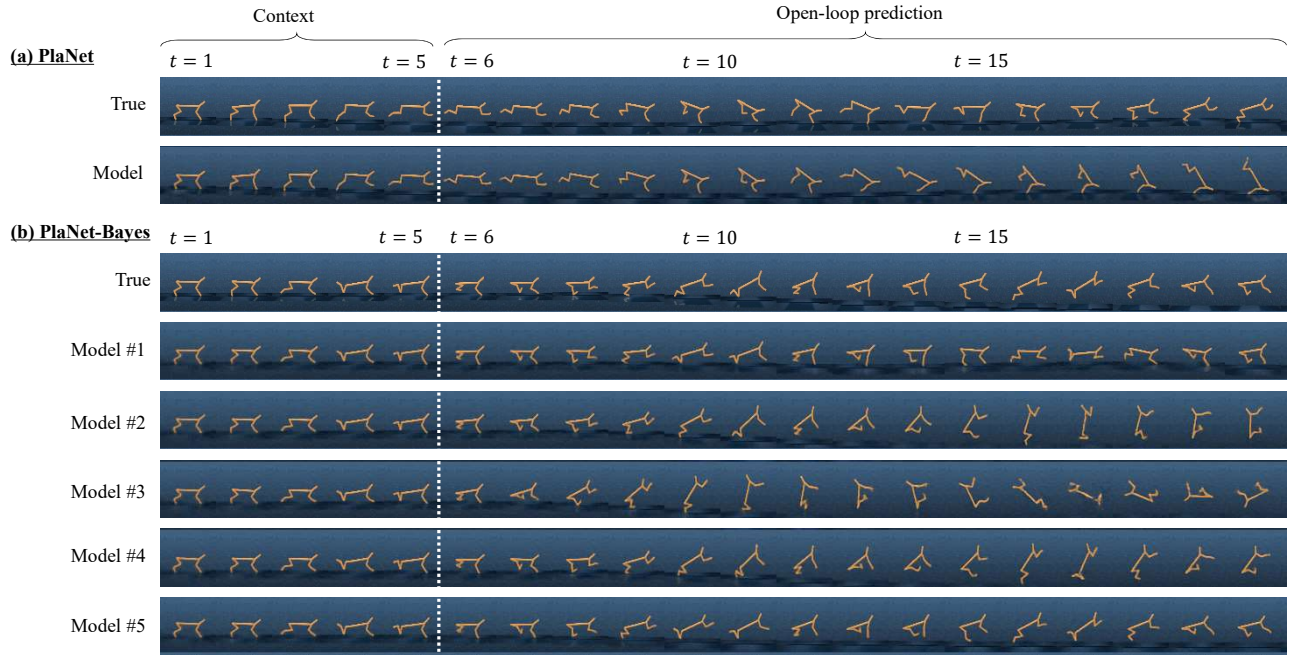 Context
Open-loop prediction
(a) PlaNet
t = 1
t = 5
t = 6
t = 10
t = 15
True
Model
(b) PlaNet-Bayes
t = 1
t = 5
t = 6
t = 10
t = 15
True
Model #1
Model #2
Model #3
Model #4
Model #5